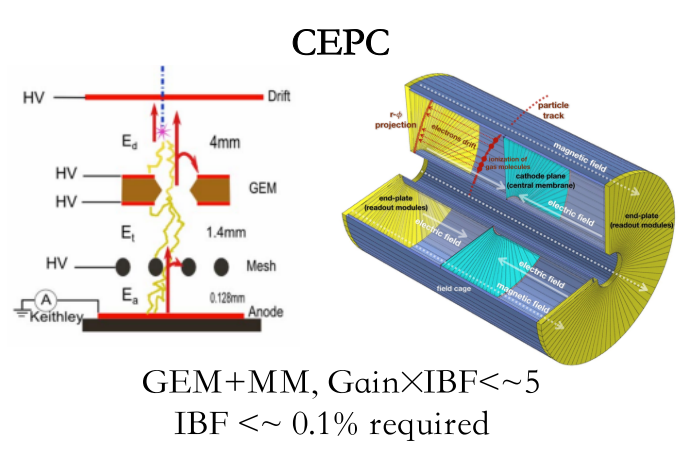 CEPC
HV
Drift
E_d
4mm
HV
GEM
HV
E_t
1.4mm
HV
Mesh
A
E_a
0.128mm
Keithley
Anode
r-ϕ
projection
electrons drift
particle
track
ionization of
gas molecules
magnetic field
cathode plane
(central membrane)
electric field
end-plate
(readout modules)
end-plate
(readout modules)
electric field
electric field
magnetic field
field cage
GEM+MM, Gain×IBF<~5
IBF <~ 0.1% required